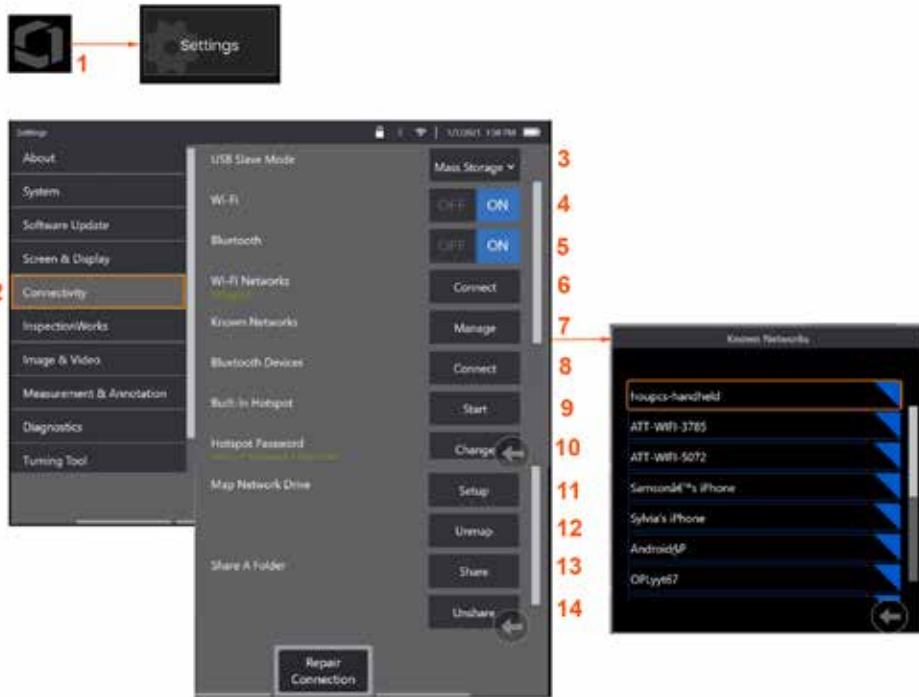 1
Settings
Settings
1:58 PM
About
System
Software Update
Screen & Display
2
Connectivity
InspectionWorks
Image & Video
Measurement & Annotation
Diagnostics
Turning Tool
USB Slave Mode
Mass Storage
3
Wi-Fi
OFF ON
4
Bluetooth
OFF ON
5
Wi-Fi Networks
Connect
6
Known Networks
Manage
7
Bluetooth Devices
Connect
8
Built-In Hotspot
Start
9
Hotspot Password
Change
10
Map Network Drive
Setup
11
Unmap
12
Share A Folder
Share
13
Unshare
14
Repair
Connection
Known Networks
houpcs-handheld
ATT-WIFI-3785
ATT-WIFI-5072
Samsonâ€™s iPhone
Sylvia's iPhone
AndroidAP
OPLyyt67